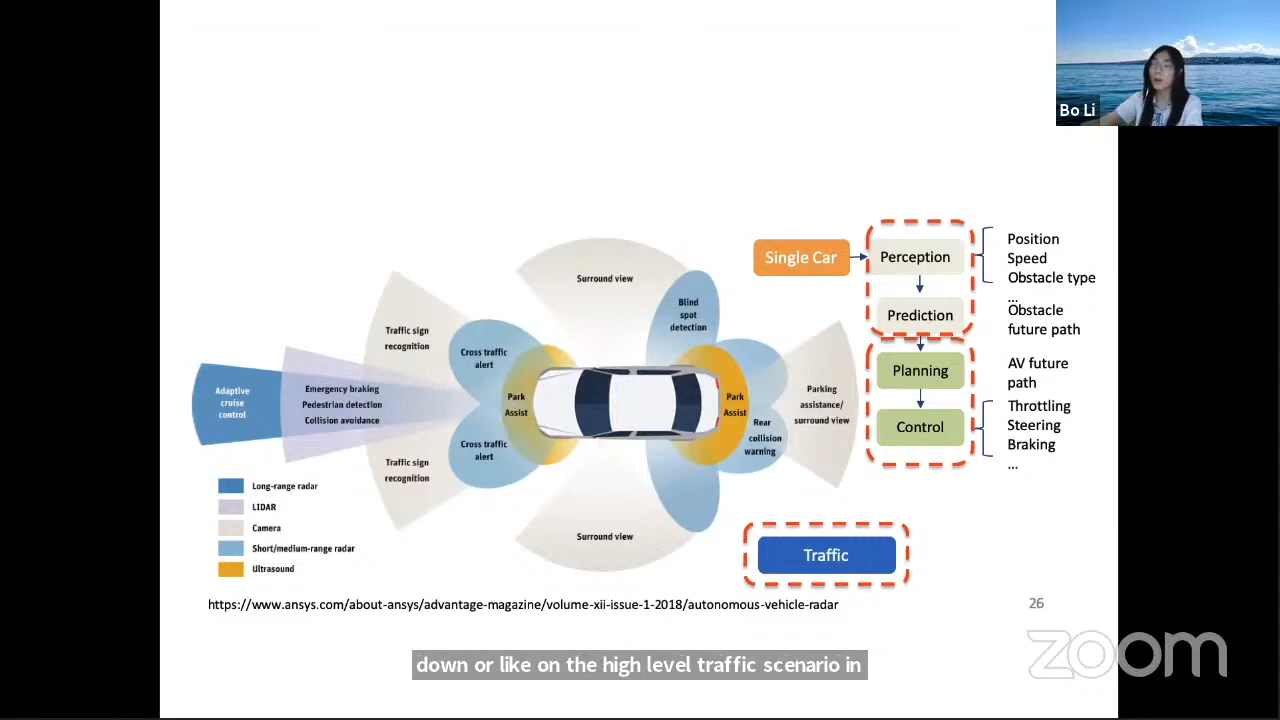 Bo Li
Surround view
Blind
spot
detection
Traffic sign
recognition
Cross traffic
alert
Adaptive
cruise
control
Emergency braking
Pedestrian detection
Collision avoidance
Park
Assist
Park
Assist
Rear
collision
warning
Parking
assistance/
surround view
Cross traffic
alert
Traffic sign
recognition
Surround view
Long-range radar
LIDAR
Camera
Short/medium-range radar
Ultrasound
Single Car
Perception
Prediction
Planning
Control
Position
Speed
Obstacle type
...
Obstacle
future path
AV future
path
Throttling
Steering
Braking
...
Traffic
https://www.ansys.com/about-ansys/advantage-magazine/volume-xii-issue-1-2018/autonomous-vehicle-radar
26
down or like on the high level traffic scenario in
zoom